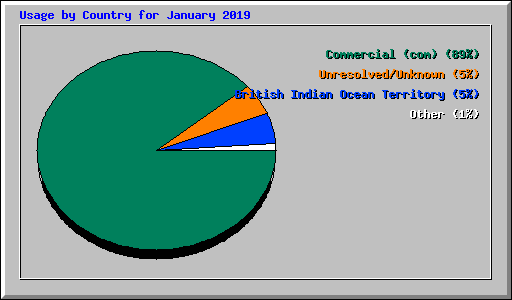 Usage by Country for January 2019
Commercial (com) (89%)
Unresolved/Unknown (5%)
British Indian Ocean Territory (5%)
Other (1%)